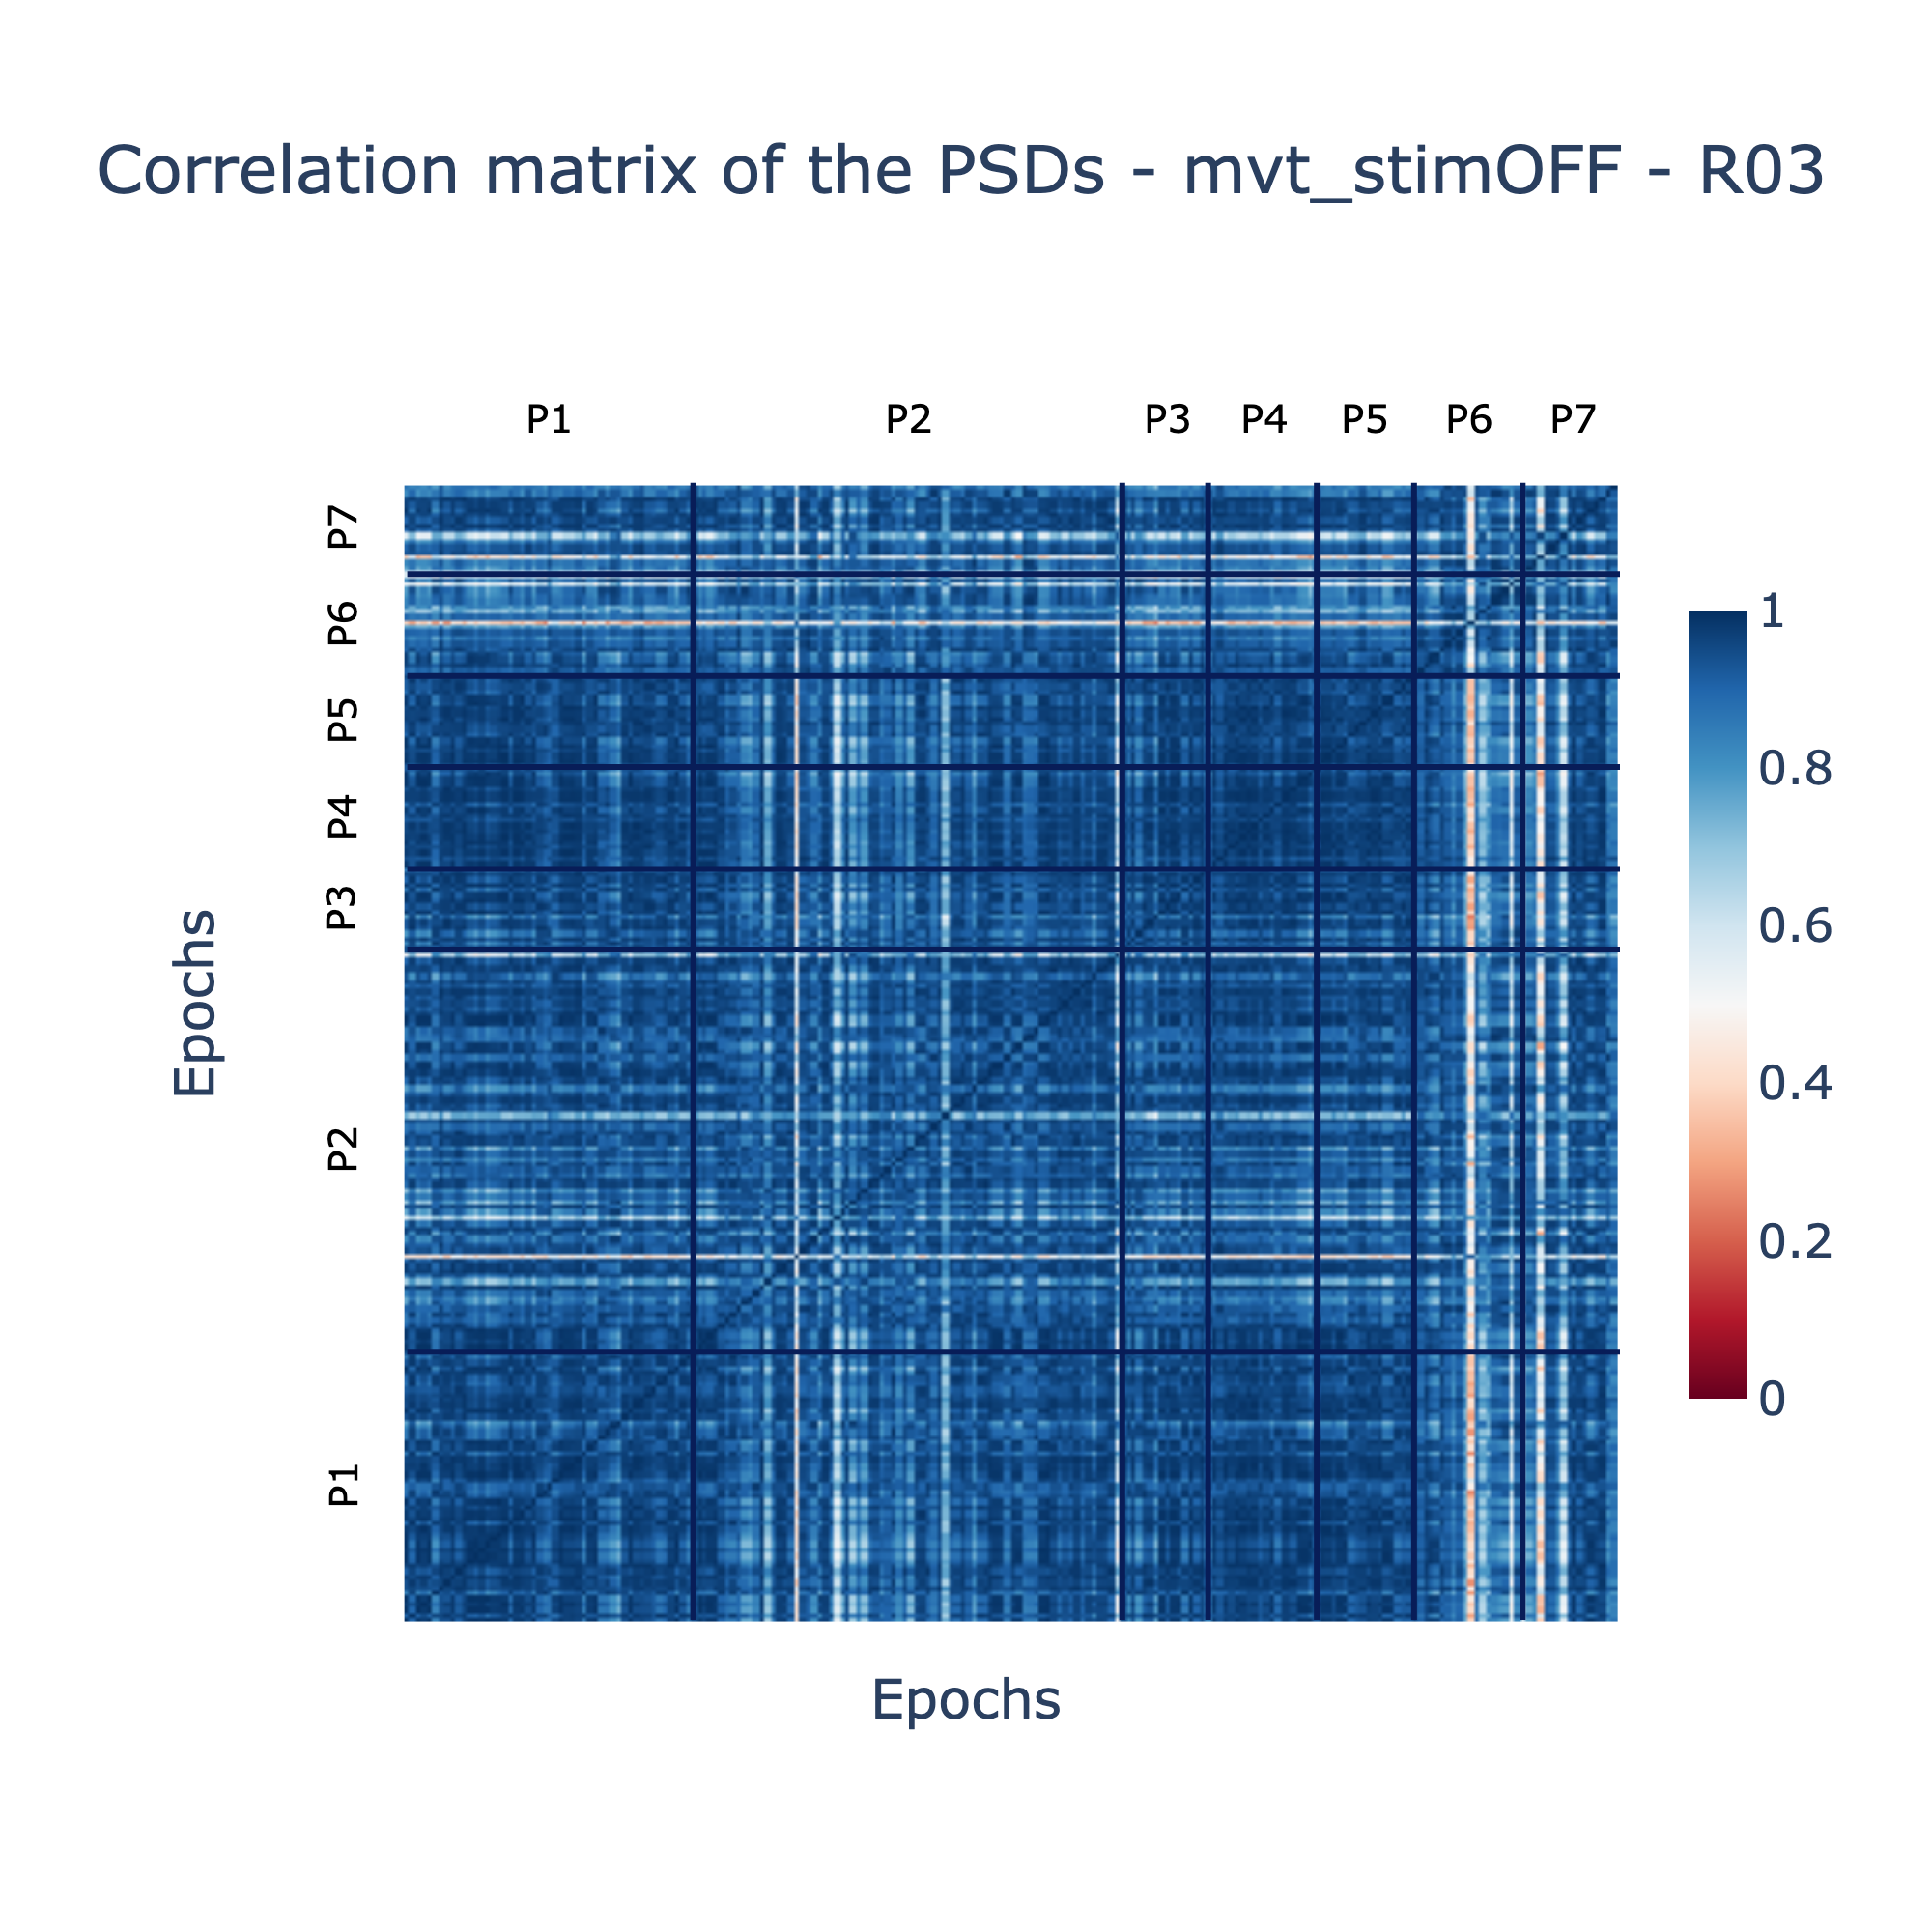 Correlation matrix of the PSDs - mvt_stimOFF - R03
P1 P2 P3 P4 P5 P6 P7
P7
P6
P5
P4
P3
P2
P1
Epochs
Epochs
1
0.8
0.6
0.4
0.2
0